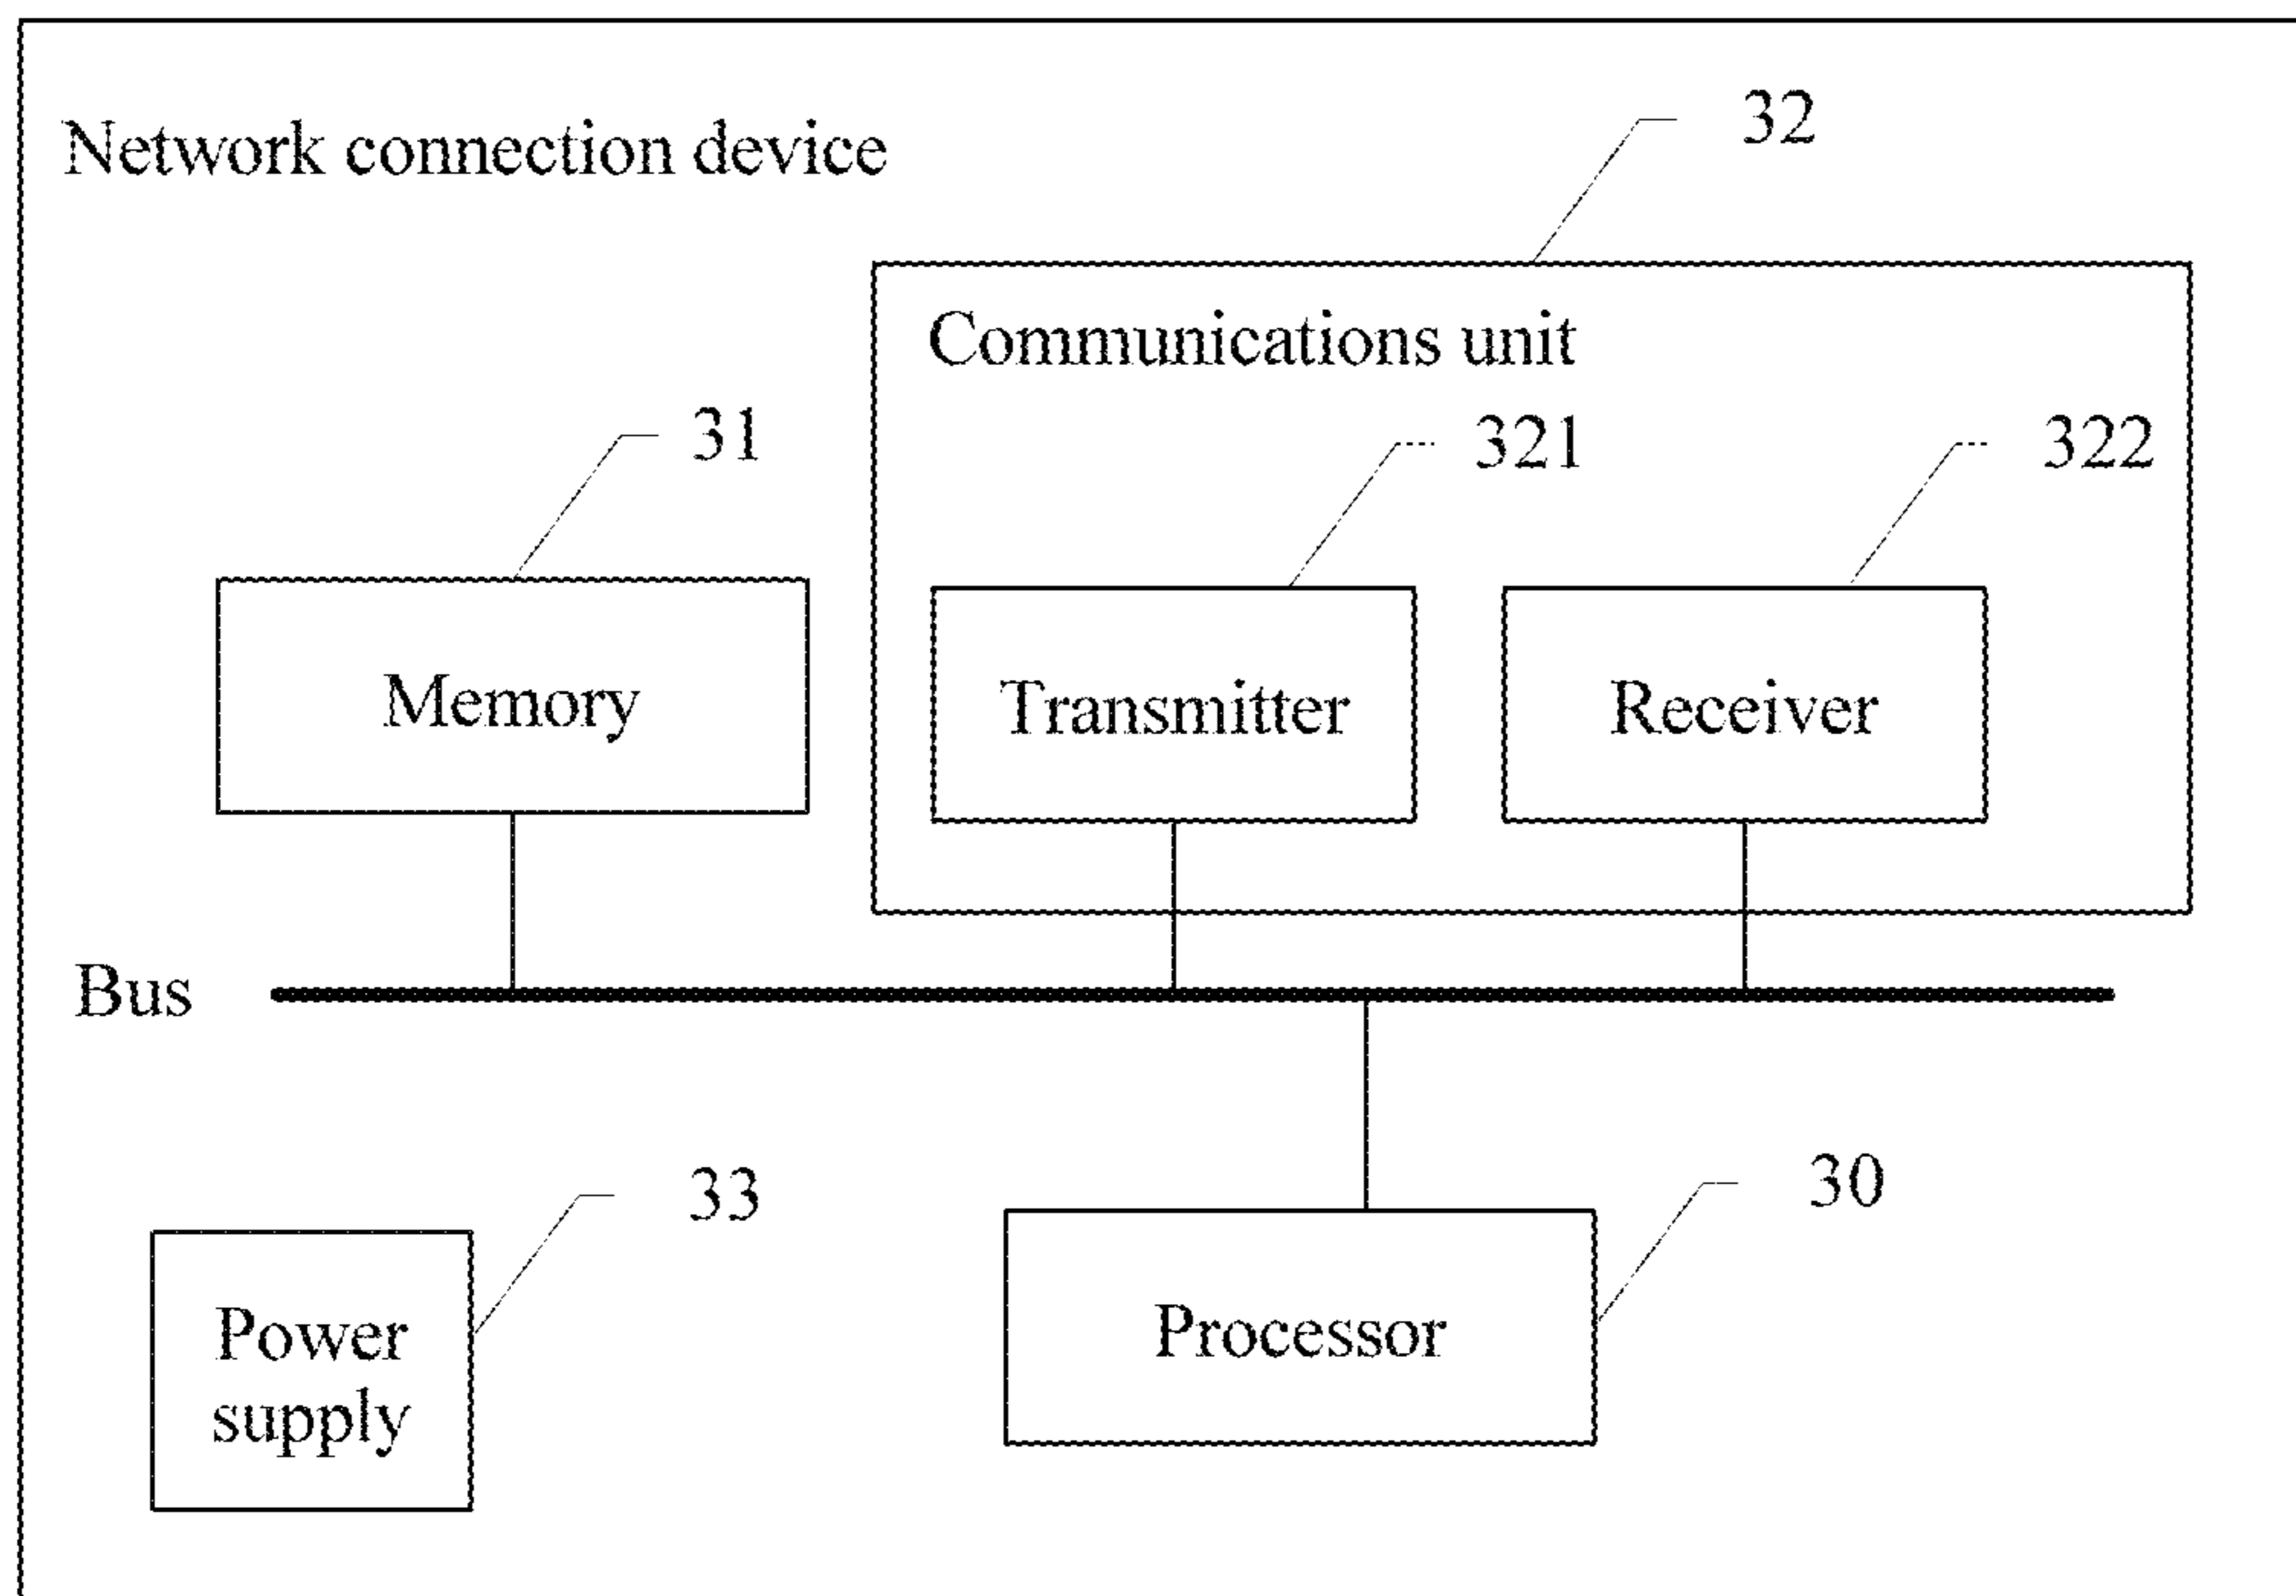 Network connection device
32
Communications unit
31
321
322
Memory
Transmitter
Receiver
Bus
33
30
Power
supply
Processor